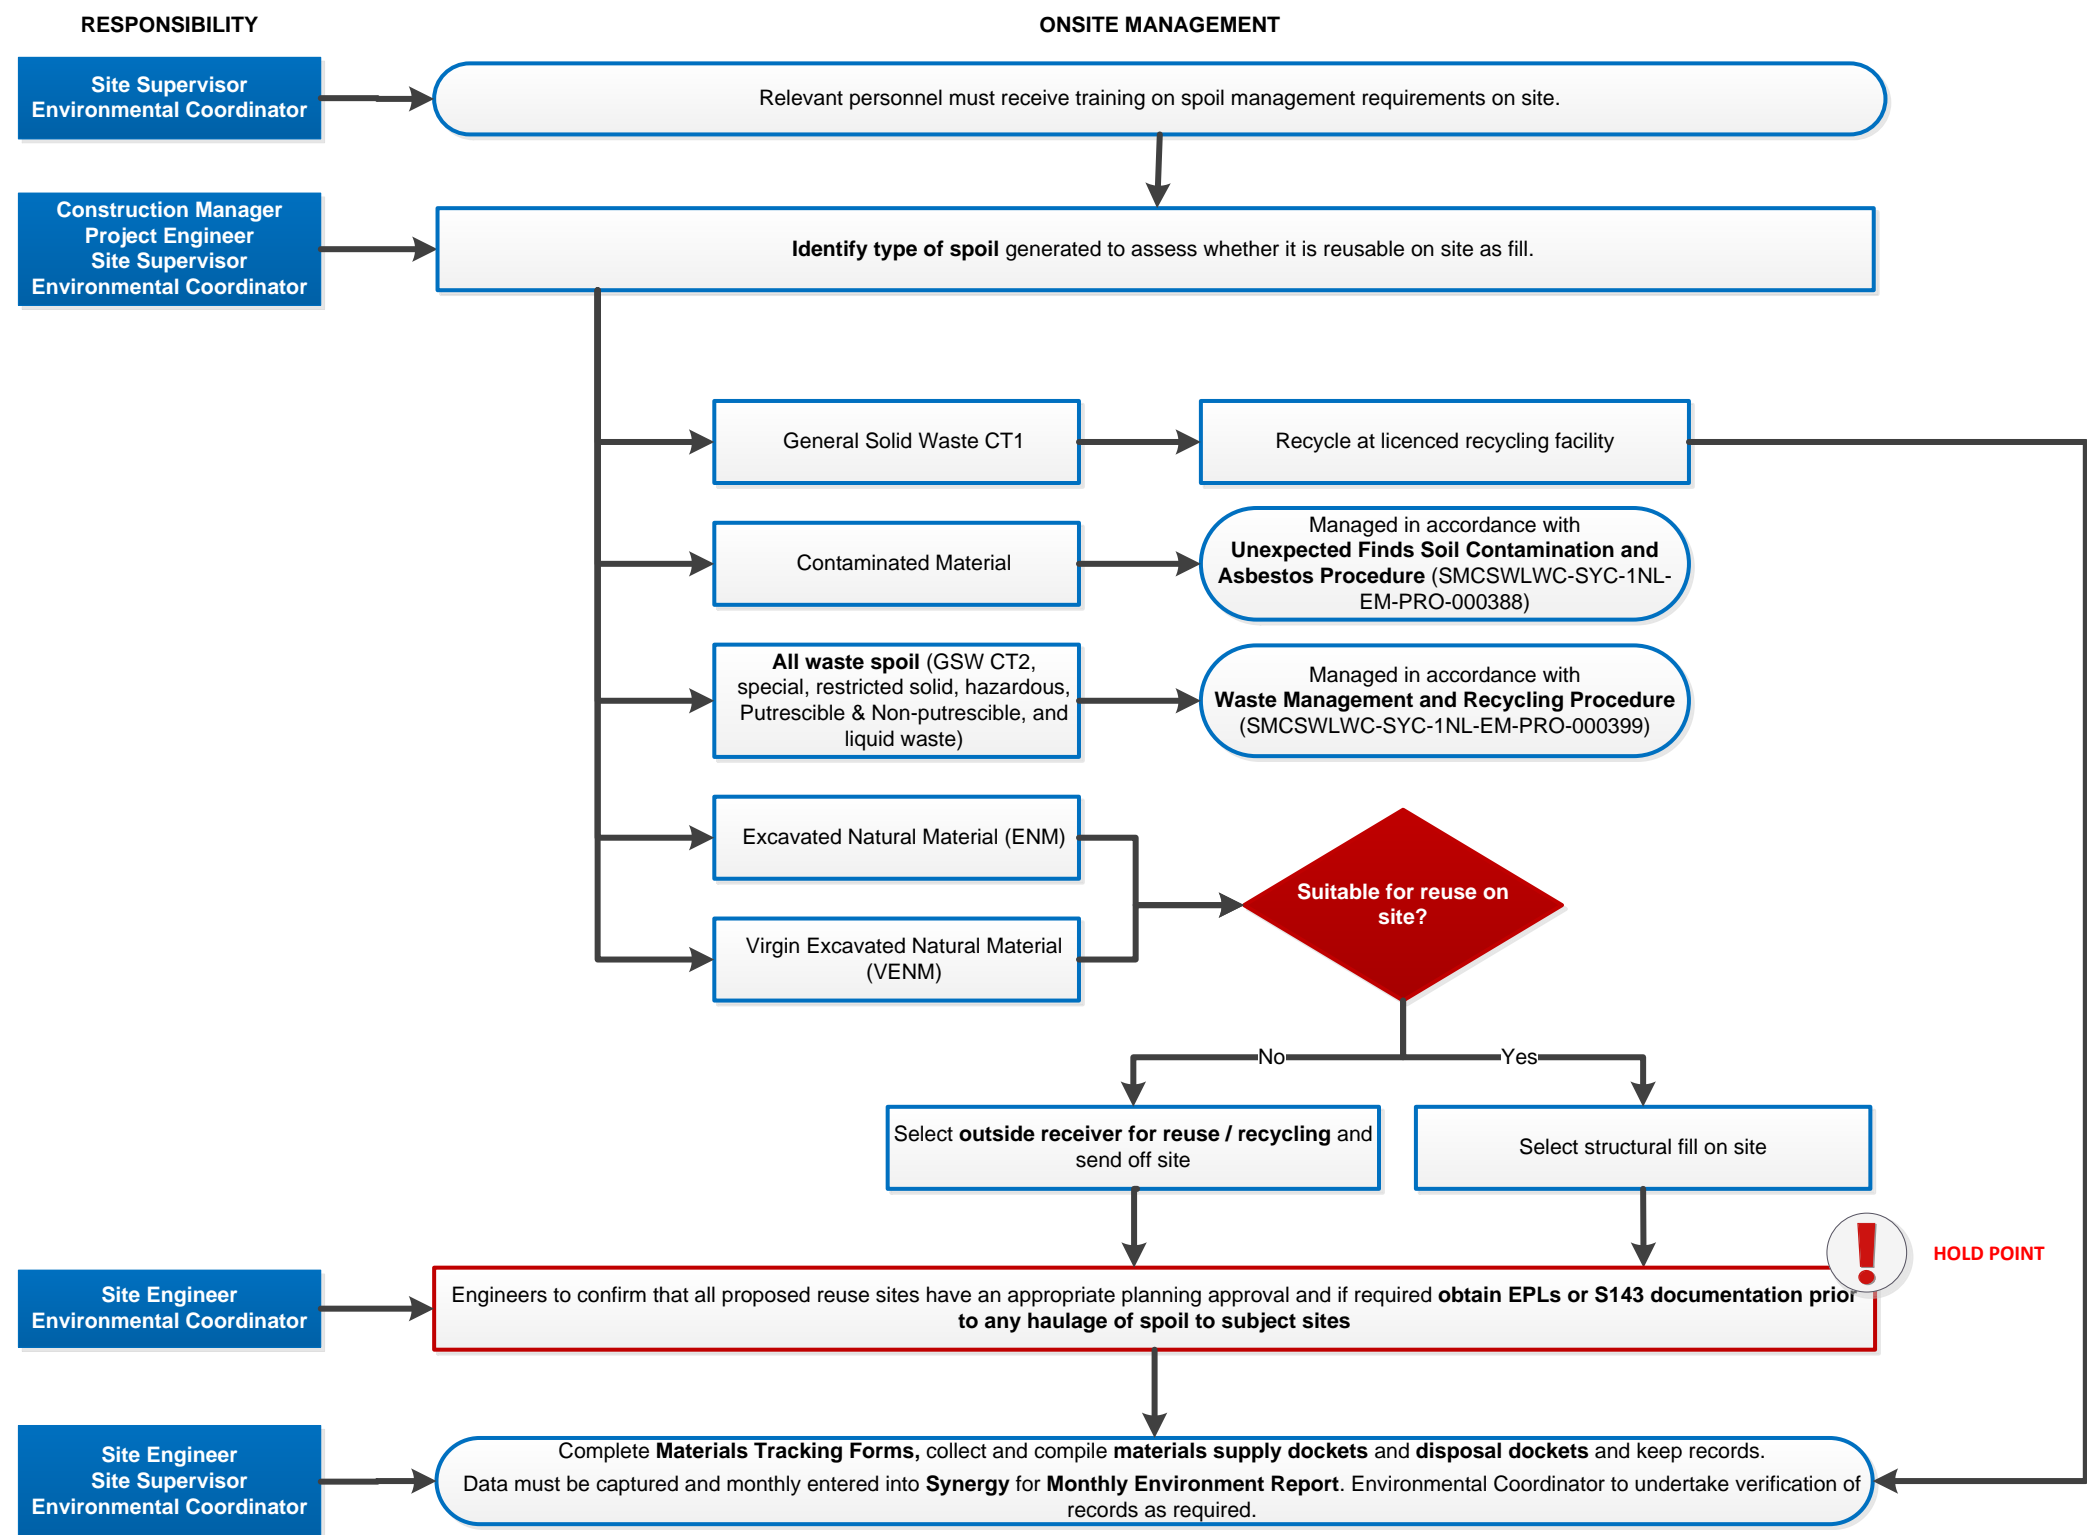 RESPONSIBILITY
ONSITE MANAGEMENT
Site Supervisor
Environmental Coordinator
Relevant personnel must receive training on spoil management requirements on site.
Construction Manager
Project Engineer
Site Supervisor
Environmental Coordinator
Identify type of spoil generated to assess whether it is reusable on site as fill.
General Solid Waste CT1
Recycle at licenced recycling facility
Contaminated Material
Managed in accordance with
Unexpected Finds Soil Contamination and
Asbestos Procedure (SMCSWLWC-SYC-1NL-
EM-PRO-000388)
All waste spoil (GSW CT2,
special, restricted solid, hazardous,
Putrescible & Non-putrescible, and
liquid waste)
Managed in accordance with
Waste Management and Recycling Procedure
(SMCSWLWC-SYC-1NL-EM-PRO-000399)
Excavated Natural Material (ENM)
Virgin Excavated Natural Material
(VENM)
Suitable for reuse on
site?
No
Yes
Select outside receiver for reuse / recycling and
send off site
Select structural fill on site
HOLD POINT
Site Engineer
Environmental Coordinator
Engineers to confirm that all proposed reuse sites have an appropriate planning approval and if required obtain EPLs or S143 documentation prior
to any haulage of spoil to subject sites
Site Engineer
Site Supervisor
Environmental Coordinator
Complete Materials Tracking Forms, collect and compile materials supply dockets and disposal dockets and keep records.
Data must be captured and monthly entered into Synergy for Monthly Environment Report. Environmental Coordinator to undertake verification of
records as required.